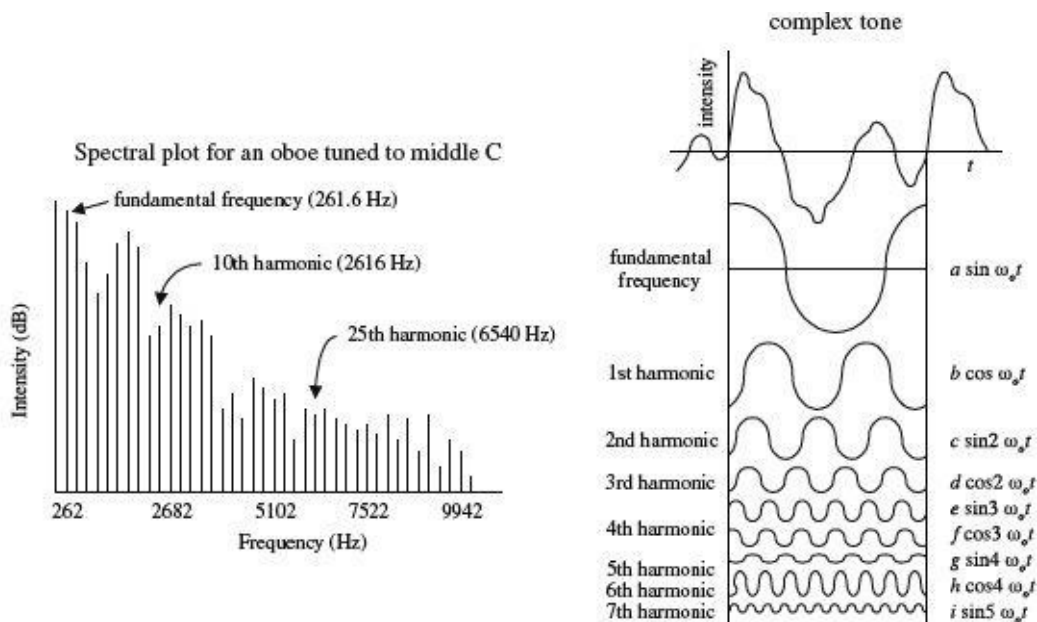 Spectral plot for an oboe tuned to middle C
fundamental frequency (261.6 Hz)
10th harmonic (2616 Hz)
25th harmonic (6540 Hz)
Intensity (dB)
262 2682 5102 7522 9942
Frequency (Hz)
complex tone
intensity
t
fundamental
frequency
a sin ωₒt
1st harmonic
b cos ωₒt
2nd harmonic
c sin2 ωₒt
3rd harmonic
d cos2 ωₒt
4th harmonic
e sin3 ωₒt
f cos3 ωₒt
5th harmonic
g sin4 ωₒt
6th harmonic
h cos4 ωₒt
7th harmonic
i sin5 ωₒt